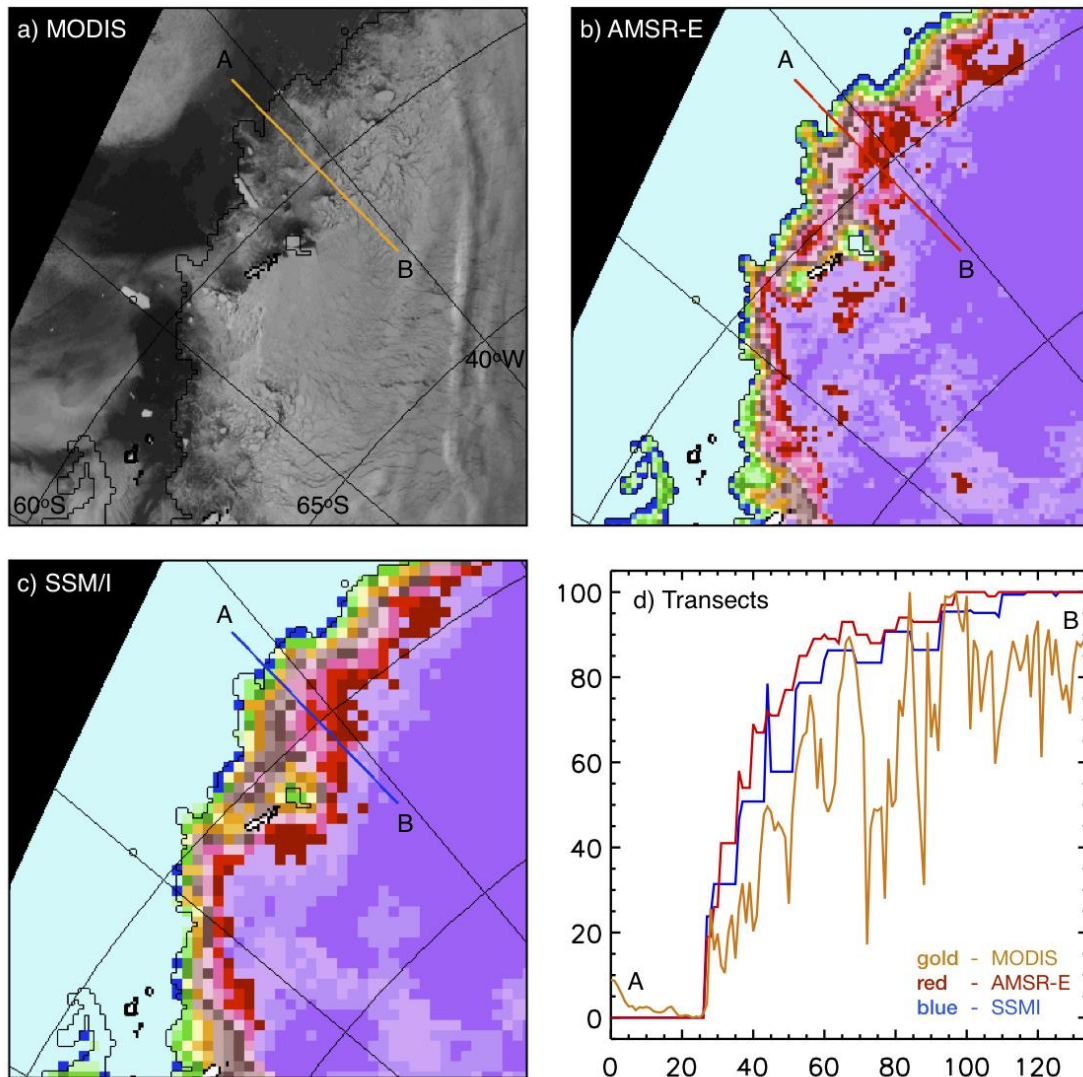 a) MODIS
A
B
40°W
60°S
65°S
b) AMSR-E
A
B
c) SSM/I
A
B
d) Transects
100
80
60
40
20
0
A
B
gold - MODIS
red - AMSR-E
blue - SSMI
0 20 40 60 80 100 120